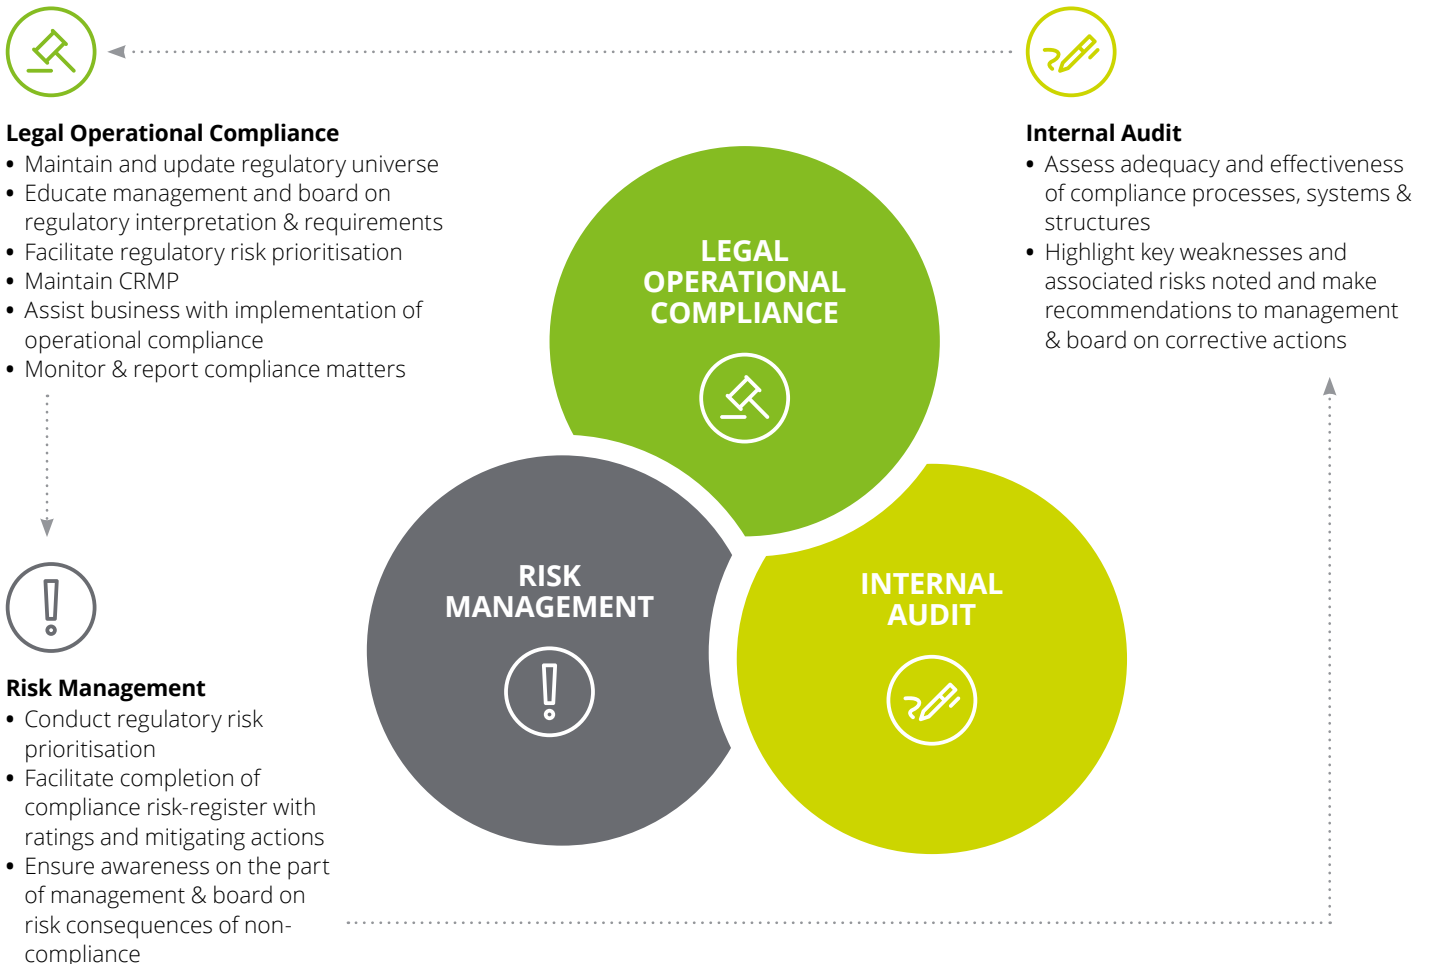 Legal Operational Compliance
• Maintain and update regulatory universe
• Educate management and board on
regulatory interpretation & requirements
• Facilitate regulatory risk prioritisation
• Maintain CRMP
• Assist business with implementation of
operational compliance
• Monitor & report compliance matters
Internal Audit
• Assess adequacy and effectiveness
of compliance processes, systems &
structures
• Highlight key weaknesses and
associated risks noted and make
recommendations to management
& board on corrective actions
LEGAL
OPERATIONAL
COMPLIANCE
RISK
MANAGEMENT
INTERNAL
AUDIT
Risk Management
• Conduct regulatory risk
prioritisation
• Facilitate completion of
compliance risk-register with
ratings and mitigating actions
• Ensure awareness on the part
of management & board on
risk consequences of non-
compliance